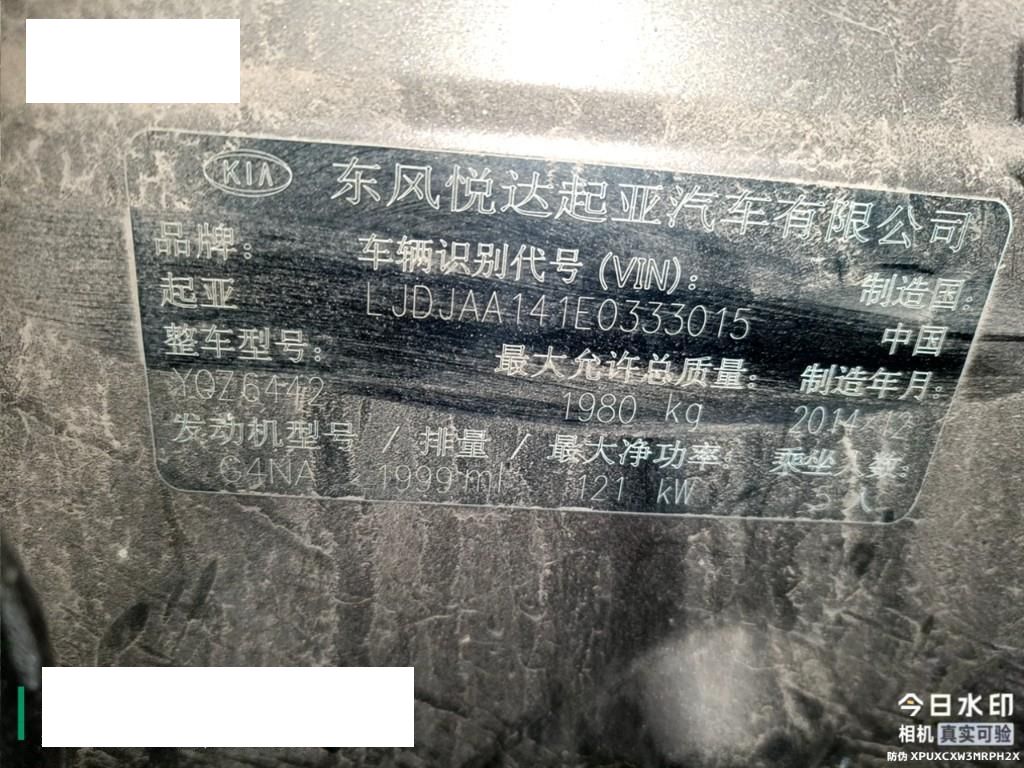 KIA 东风悦达起亚汽车有限公司
品牌: 车辆识别代号 (VIN): 制造国:
起亚 LJDJAA141E0333015 中国
整车型号: 最大允许总质量: 制造年月:
YQZ6442 1980 kg 2014/12
发动机型号 / 排量 / 最大净功率: 乘坐人数:
G4NA 1999ml 121 kW 5人
今日水印
相机 真实可验
防伪 XPUXCXW3MRPH2X